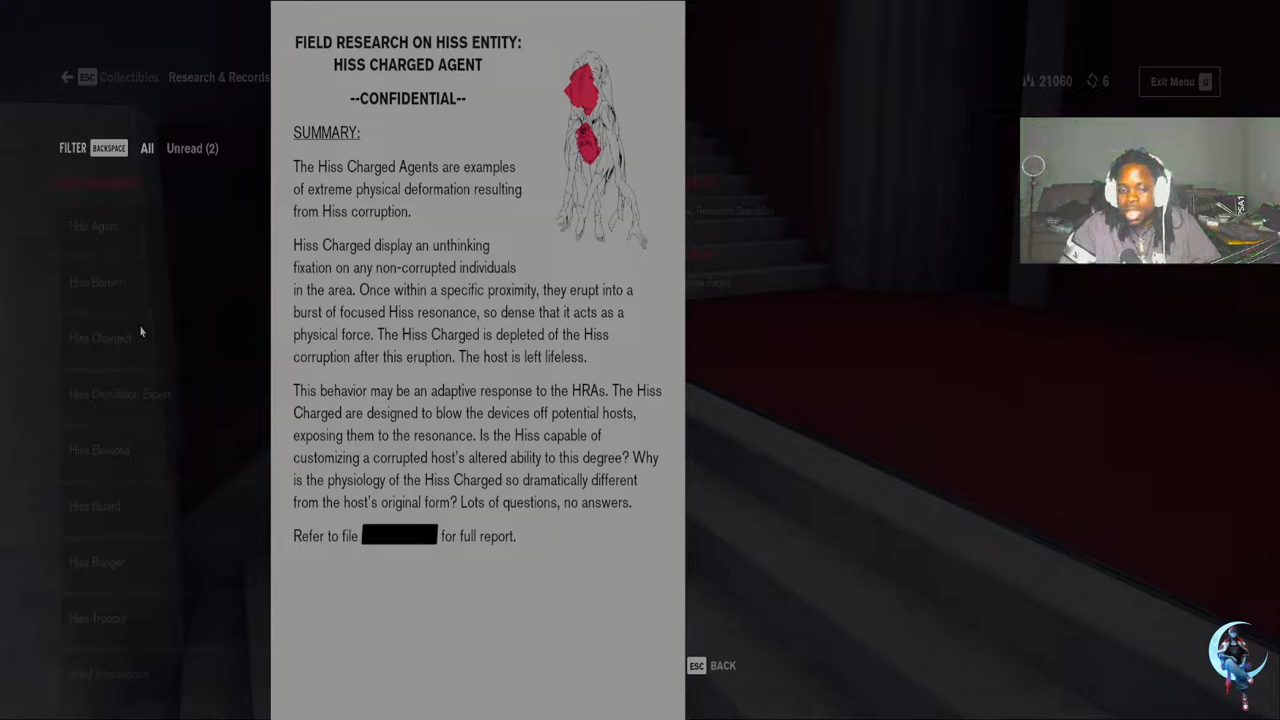 FIELD RESEARCH ON HISS ENTITY:
HISS CHARGED AGENT
--CONFIDENTIAL--
SUMMARY:
The Hiss Charged Agents are examples
of extreme physical deformation resulting
from Hiss corruption.
Hiss Charged display an unthinking
fixation on any non-corrupted individuals
in the area. Once within a specific proximity, they erupt into a
burst of focused Hiss resonance, so dense that it acts as a
physical force. The Hiss Charged is depleted of the Hiss
corruption after this eruption. The host is left lifeless.
This behavior may be an adaptive response to the HRAs. The Hiss
Charged are designed to blow the devices off potential hosts,
exposing them to the resonance. Is the Hiss capable of
customizing a corrupted host's altered ability to this degree? Why
is the physiology of the Hiss Charged so dramatically different
from the host's original form? Lots of questions, no answers.
Refer to file for full report.
ESC Collectibles Research & Records
21060 6 Exit Menu G
FILTER BACKSPACE All Unread (2)
Hiss Agent
Hiss Barrier
Hiss Charged
Hiss Demolition Expert
Hiss Elevated
Hiss Guard
Hiss Ranger
Hiss Trooper
Initial Impressions
Research Specialist
ESC BACK